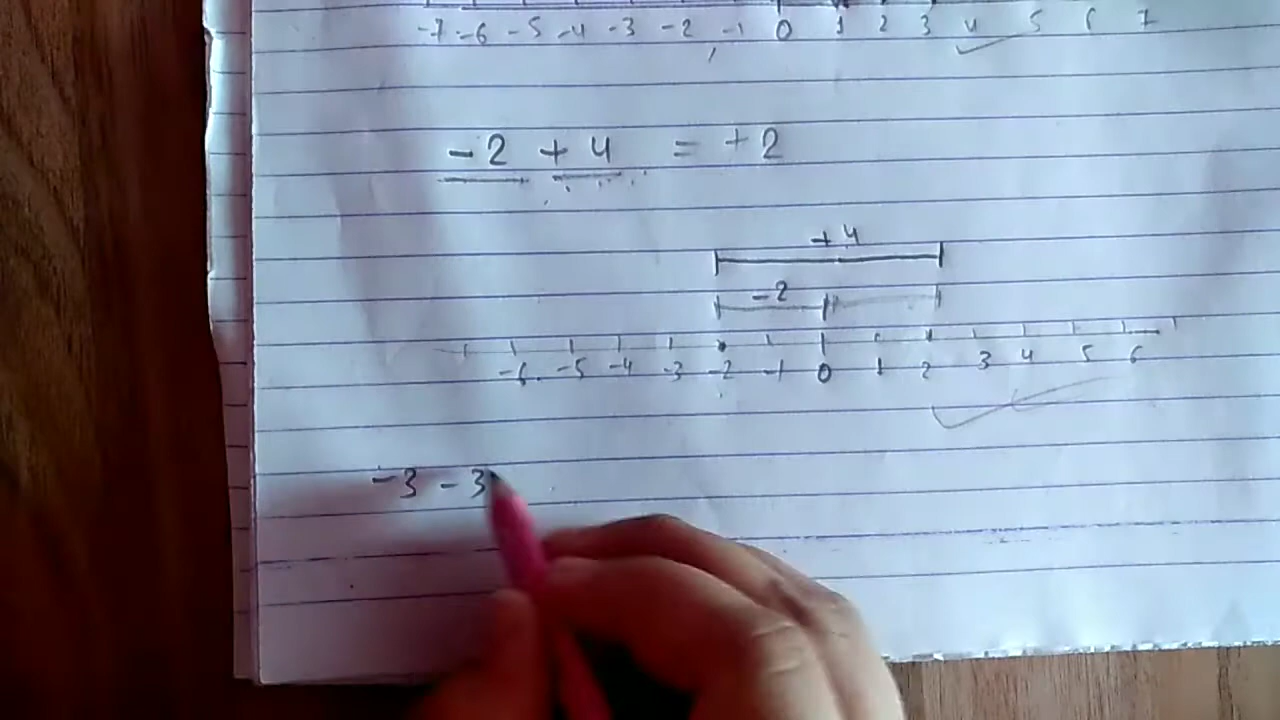 -7 -6 -5 -4 -3 -2 -1 0 1 2 3 4 5 6 7
-2 + 4 = +2
+4
-2
-6 -5 -4 -3 -2 -1 0 1 2 3 4 5 6
-3 - 3